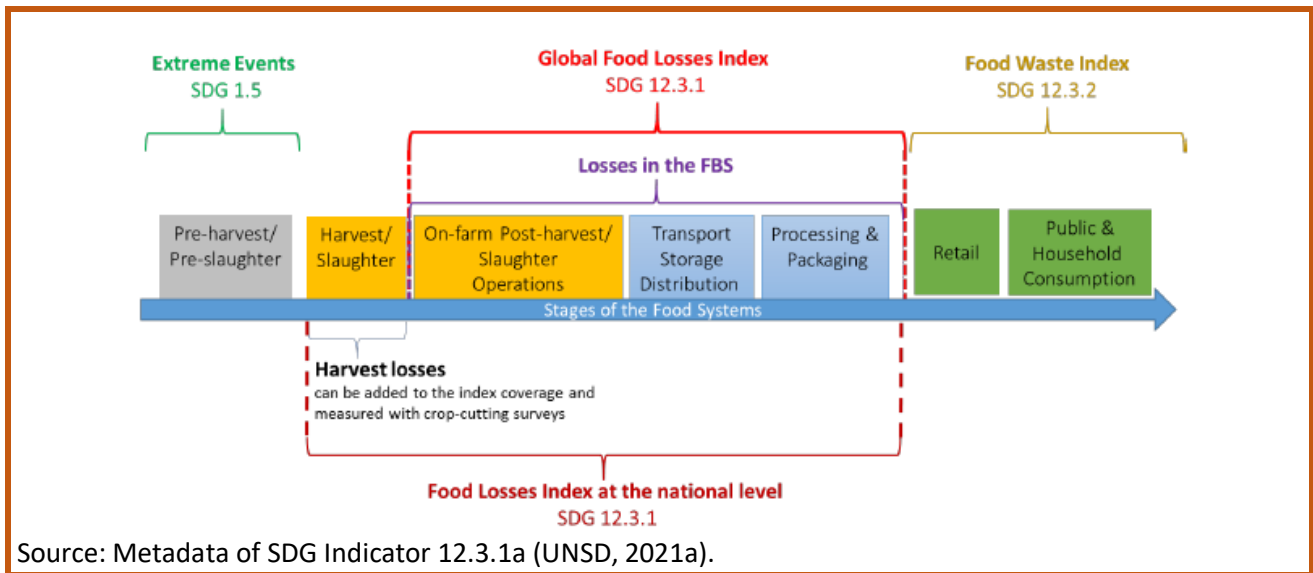 Extreme Events
SDG 1.5
Global Food Losses Index
SDG 12.3.1
Food Waste Index
SDG 12.3.2
Losses in the FBS
Pre-harvest/
Pre-slaughter
Harvest/
Slaughter
On-farm Post-harvest/
Slaughter
Operations
Transport
Storage
Distribution
Processing &
Packaging
Retail
Public &
Household
Consumption
Stages of the Food Systems
Harvest losses
can be added to the index coverage and
measured with crop-cutting surveys
Food Losses Index at the national level
SDG 12.3.1
Source: Metadata of SDG Indicator 12.3.1a (UNSD, 2021a).